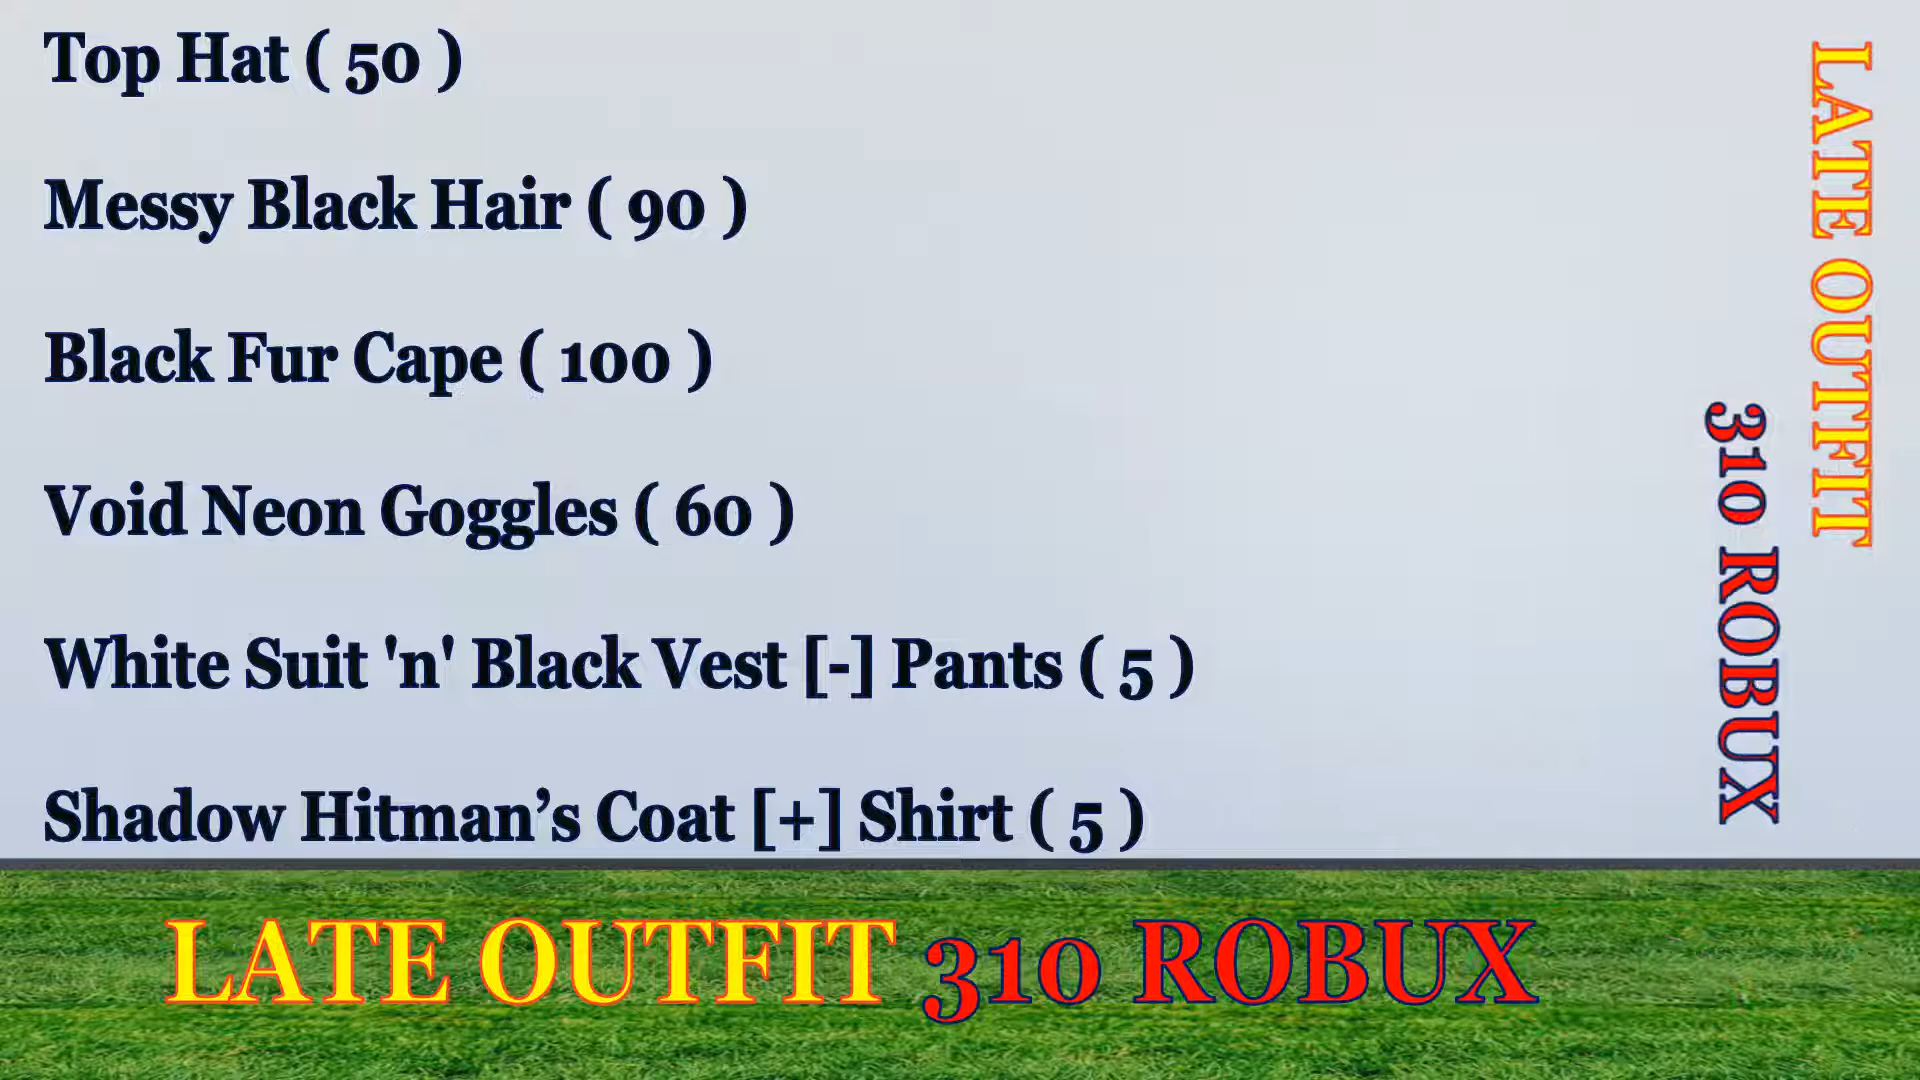 Top Hat ( 50 )
Messy Black Hair ( 90 )
Black Fur Cape ( 100 )
Void Neon Goggles ( 60 )
White Suit 'n' Black Vest [-] Pants ( 5 )
Shadow Hitman’s Coat [+] Shirt ( 5 )
LATE OUTFIT
310 ROBUX
LATE OUTFIT 310 ROBUX